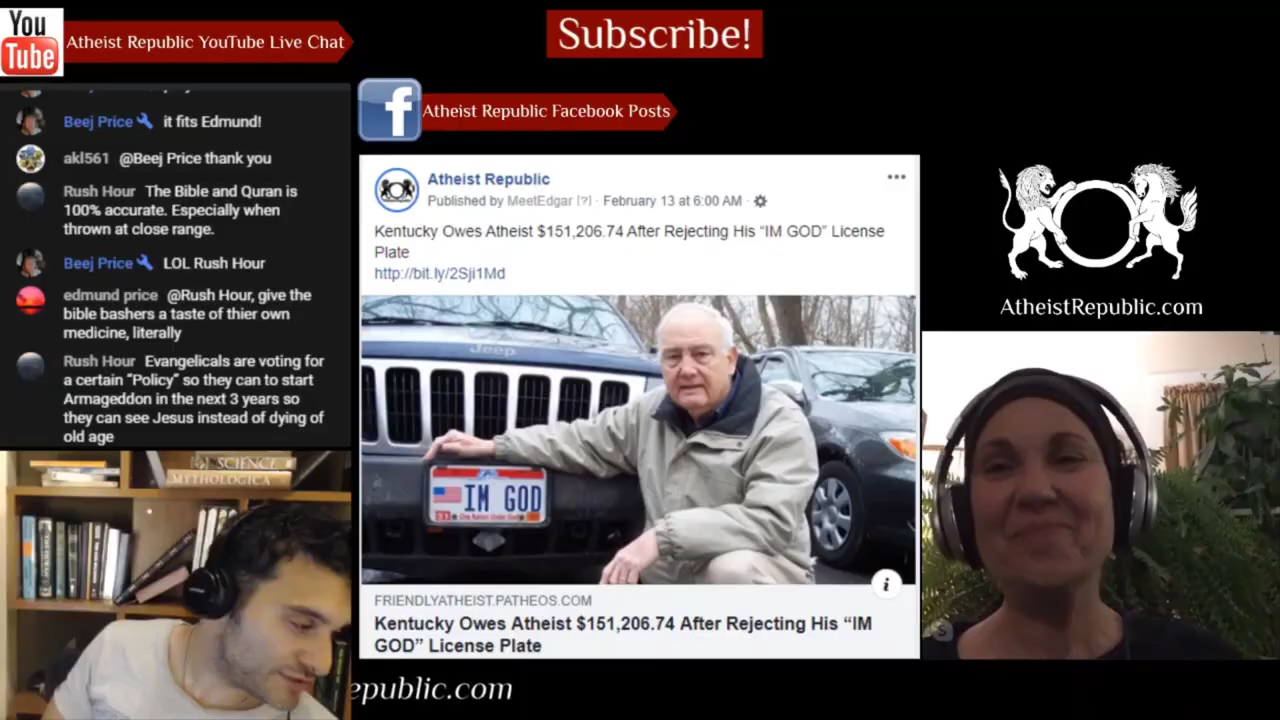 You
Tube
Atheist Republic YouTube Live Chat
Subscribe!
Beej Price it fits Edmund!
akl561 @Beej Price thank you
Rush Hour The Bible and Quran is
100% accurate. Especially when
thrown at close range.
Beej Price LOL Rush Hour
edmund price @Rush Hour, give the
bible bashers a taste of thier own
medicine, literally
Rush Hour Evangelicals are voting for
a certain “Policy” so they can to start
Armageddon in the next 3 years so
they can see Jesus instead of dying of
old age
f
Atheist Republic Facebook Posts
Atheist Republic
Published by MeetEdgar [?] · February 13 at 6:00 AM ·
Kentucky Owes Atheist $151,206.74 After Rejecting His “IM GOD” License
Plate
http://bit.ly/2Sji1Md
Jeep
IM GOD
i
FRIENDLYATHEIST.PATHEOS.COM
Kentucky Owes Atheist $151,206.74 After Rejecting His “IM
GOD” License Plate
AtheistRepublic.com
SCIENCE
MYTHOLOGICA
S
epublic.com